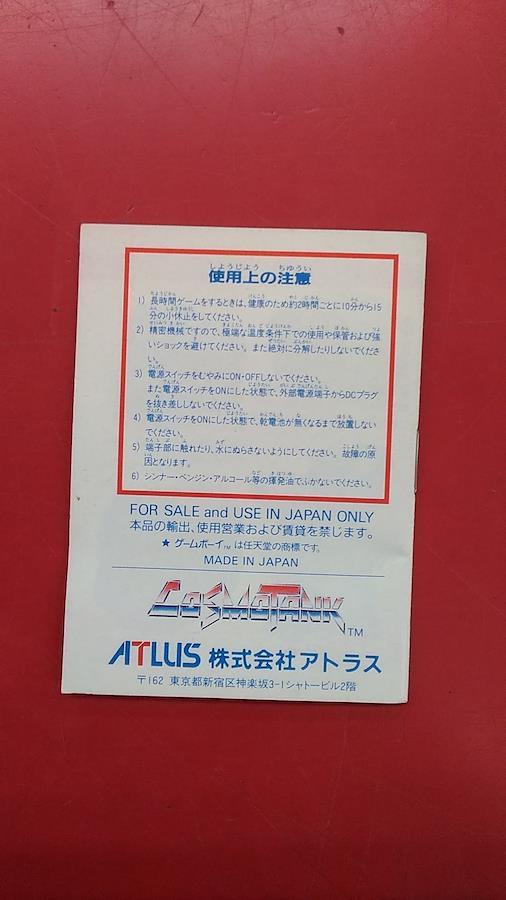 使用上の注意
1) 長時間ゲームをするときは、健康のため約2時間ごとに10分から15
分の小休止をしてください。
2) 精密機械ですので、極端な温度条件下での使用や保管および強
いショックを避けてください。また絶対に分解したりしないでくださ
い。
3) 電源スイッチをむやみにON・OFFしないでください。
また電源スイッチをONにした状態で、外部電源端子からDCプラグ
を抜き差ししないでください。
4) 電源スイッチをONにした状態で、乾電池が無くなるまで放置しない
でください。
5) 端子部に触れたり、水にぬらさないようにしてください。故障の原
因となります。
6) シンナー・ベンジン・アルコール等の揮発油でふかないでください。
FOR SALE and USE IN JAPAN ONLY
本品の輸出、使用営業および賃貸を禁じます。
★ ゲームボーイ™ は任天堂の商標です。
MADE IN JAPAN
COSMOTANK TM
ATLUS 株式会社アトラス
〒162 東京都新宿区神楽坂3-1シャトービル2階